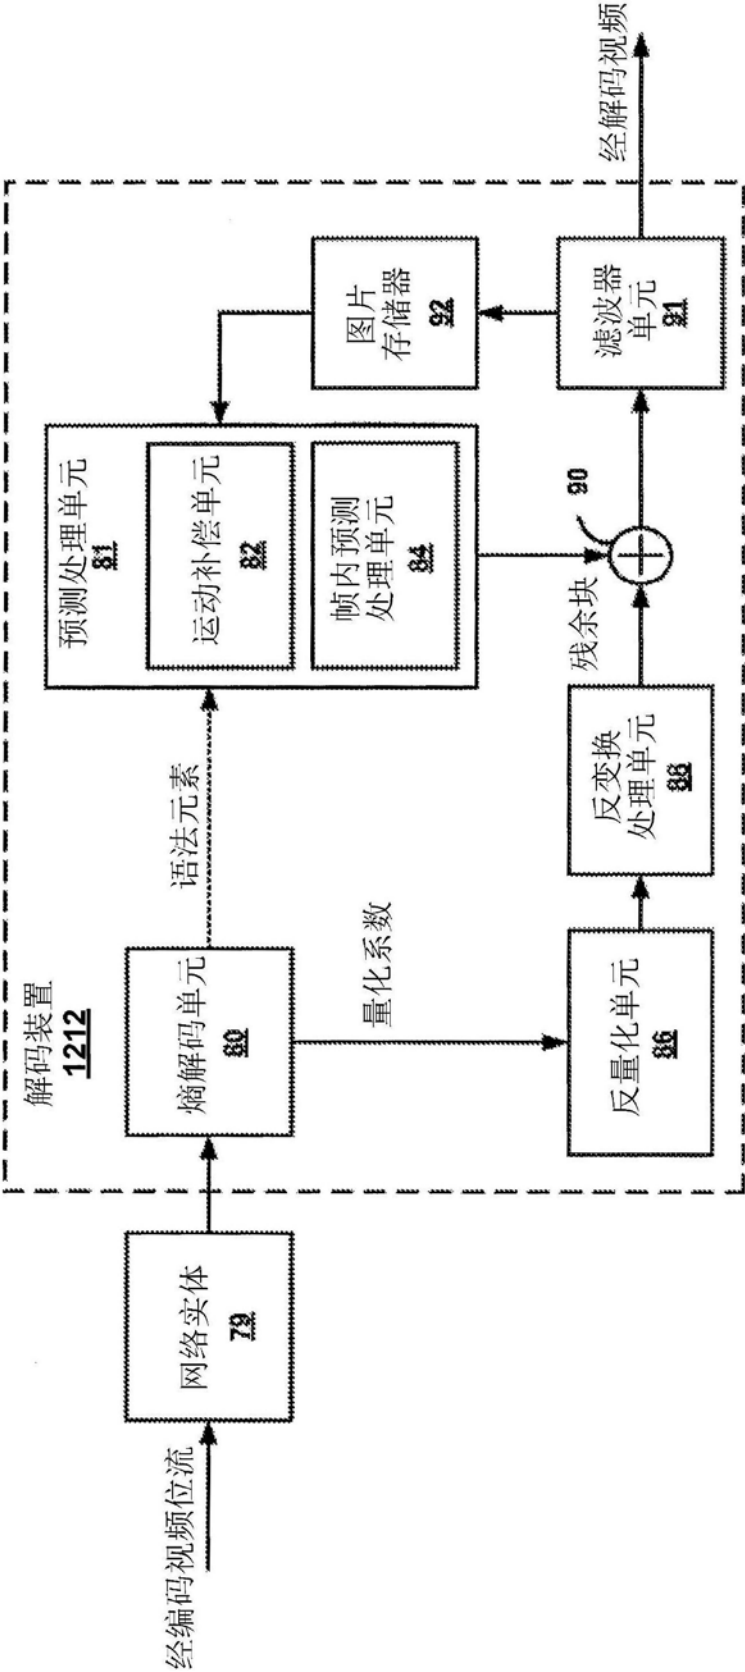 经编码视频位流
网络实体
79
解码装置
1212
熵解码单元
80
语法元素
量化系数
预测处理单元
81
运动补偿单元
82
帧内预测
处理单元
84
图片
存储器
92
反量化单元
86
反变换
处理单元
88
残余块
90
滤波器
单元
91
经解码视频